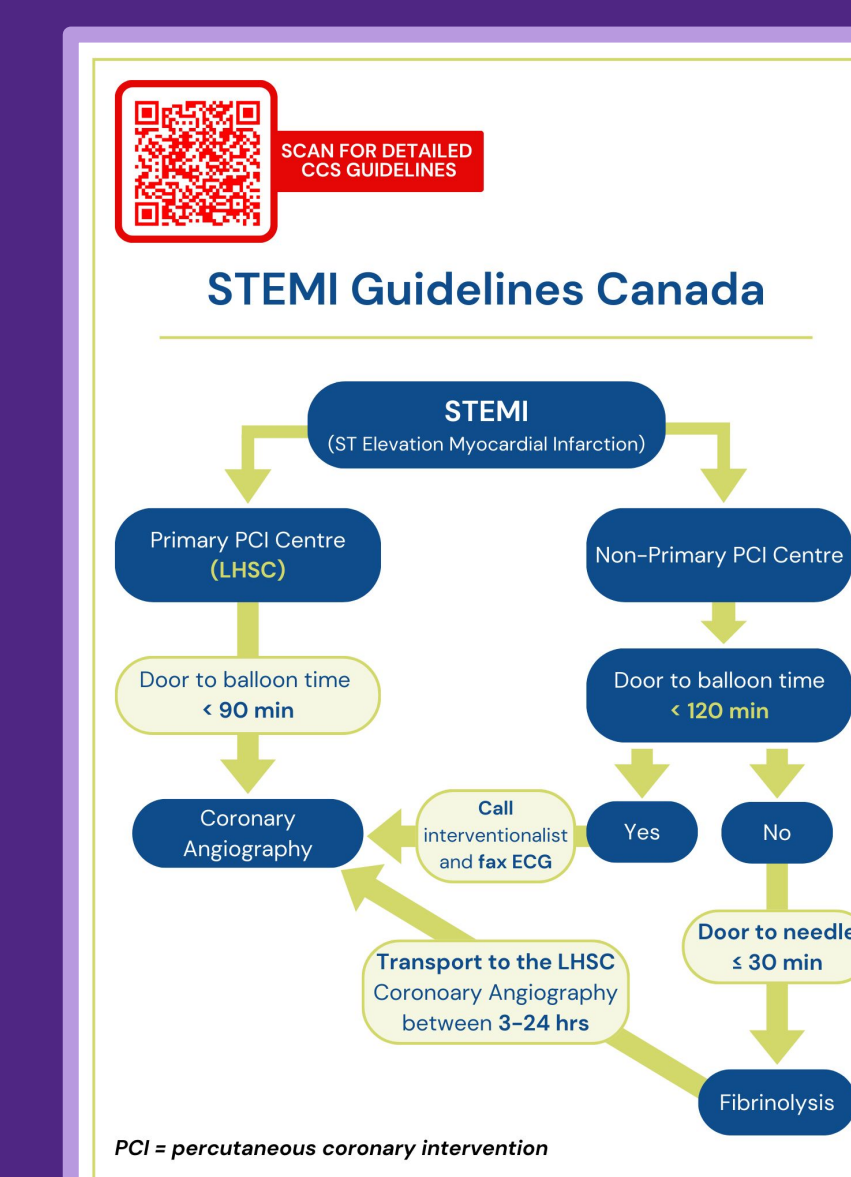 SCAN FOR DETAILED
CCS GUIDELINES
STEMI Guidelines Canada
STEMI
(ST Elevation Myocardial Infarction)
Primary PCI Centre
(LHSC)
Non-Primary PCI Centre
Door to balloon time
< 90 min
Door to balloon time
< 120 min
Coronary
Angiography
Call
interventionalist
and fax ECG
Yes
No
Door to needle
≤ 30 min
Transport to the LHSC
Coronoary Angiography
between 3-24 hrs
Fibrinolysis
PCI = percutaneous coronary intervention